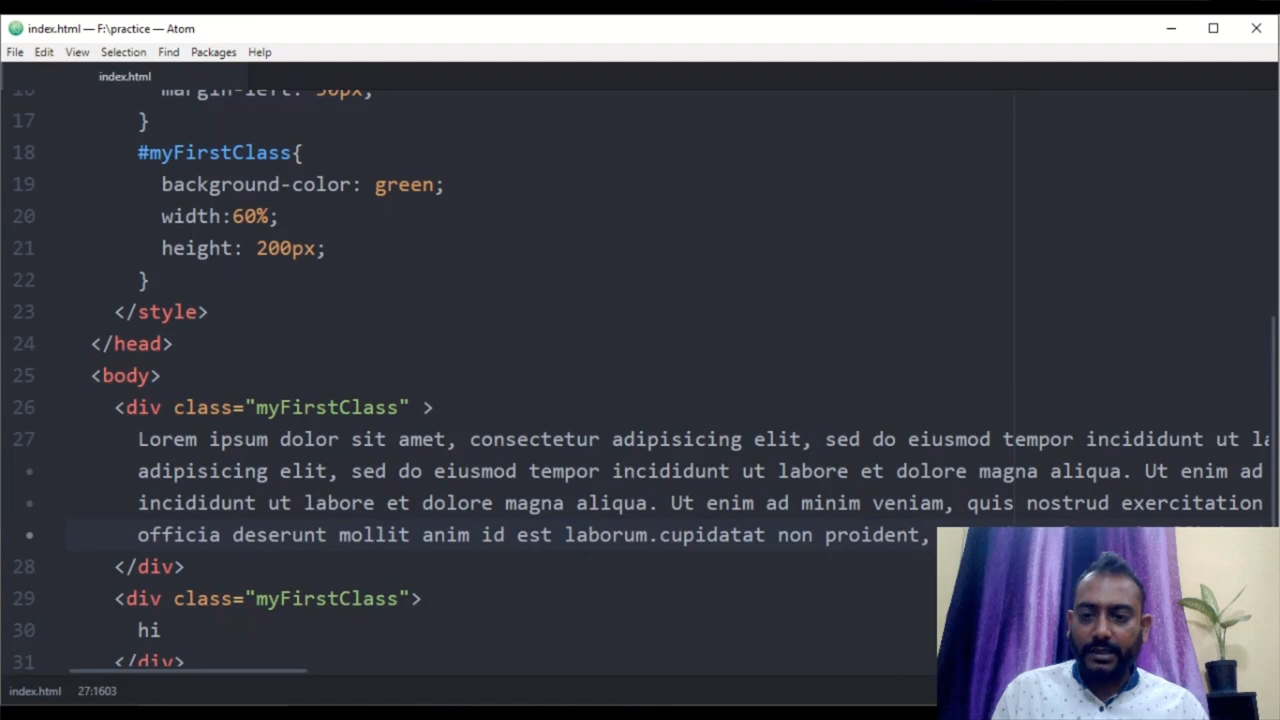 index.html — F:\practice — Atom
File Edit View Selection Find Packages Help
index.html
16 margin-left: 50px;
17 }
18 #myFirstClass{
19 background-color: green;
20 width:60%;
21 height: 200px;
22 }
23 </style>
24 </head>
25 <body>
26 <div class="myFirstClass" >
27 Lorem ipsum dolor sit amet, consectetur adipisicing elit, sed do eiusmod tempor incididunt ut la
• adipisicing elit, sed do eiusmod tempor incididunt ut labore et dolore magna aliqua. Ut enim ad
• incididunt ut labore et dolore magna aliqua. Ut enim ad minim veniam, quis nostrud exercitation
• officia deserunt mollit anim id est laborum.cupidatat non proident,
28 </div>
29 <div class="myFirstClass">
30 hi
31 </div>
index.html 27:1603